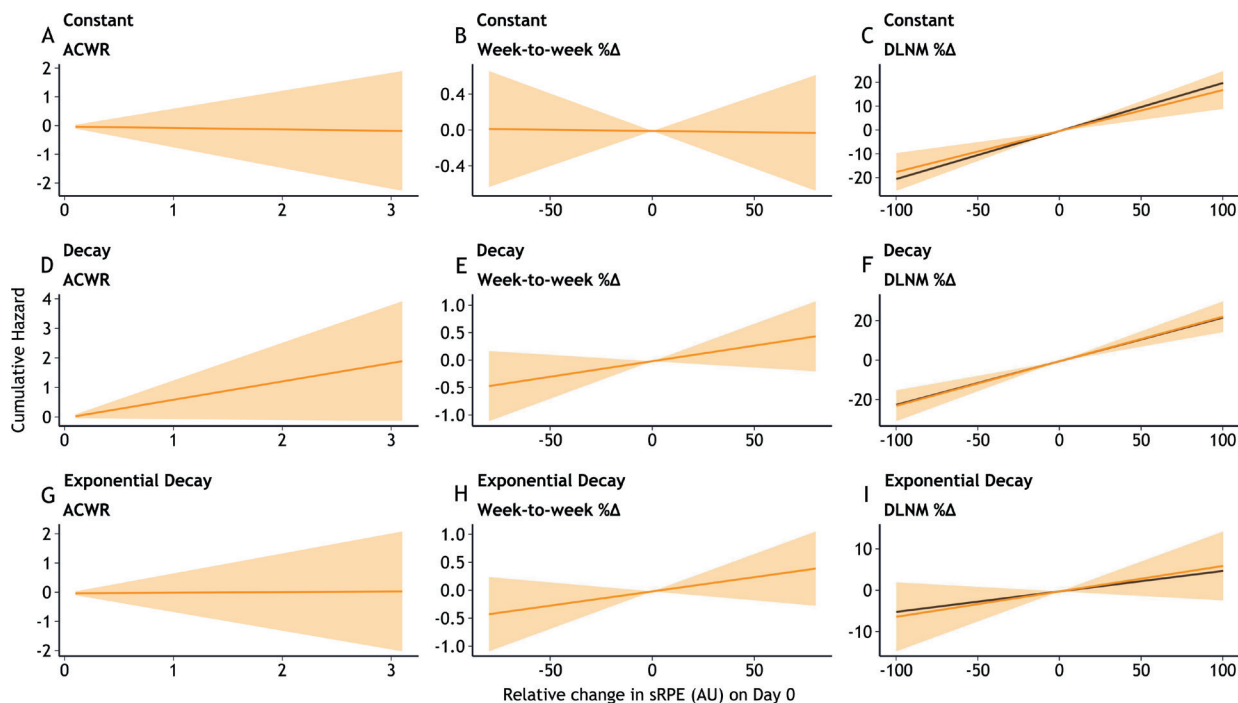 A
Constant
ACWR
2
1
0
-1
-2
0
1
2
3
B
Constant
Week-to-week %Δ
0.4
0.0
-0.4
-50
0
50
C
Constant
DLNM %Δ
20
10
0
-10
-20
-100
-50
0
50
100
Cumulative Hazard
D
Decay
ACWR
4
3
2
1
0
0
1
2
3
E
Decay
Week-to-week %Δ
1.0
0.5
0.0
-0.5
-1.0
-50
0
50
F
Decay
DLNM %Δ
20
0
-20
-100
-50
0
50
100
G
Exponential Decay
ACWR
2
1
0
-1
-2
0
1
2
3
H
Exponential Decay
Week-to-week %Δ
1.0
0.5
0.0
-0.5
-1.0
-50
0
50
I
Exponential Decay
DLNM %Δ
10
0
-10
-100
-50
0
50
100
Relative change in sRPE (AU) on Day 0